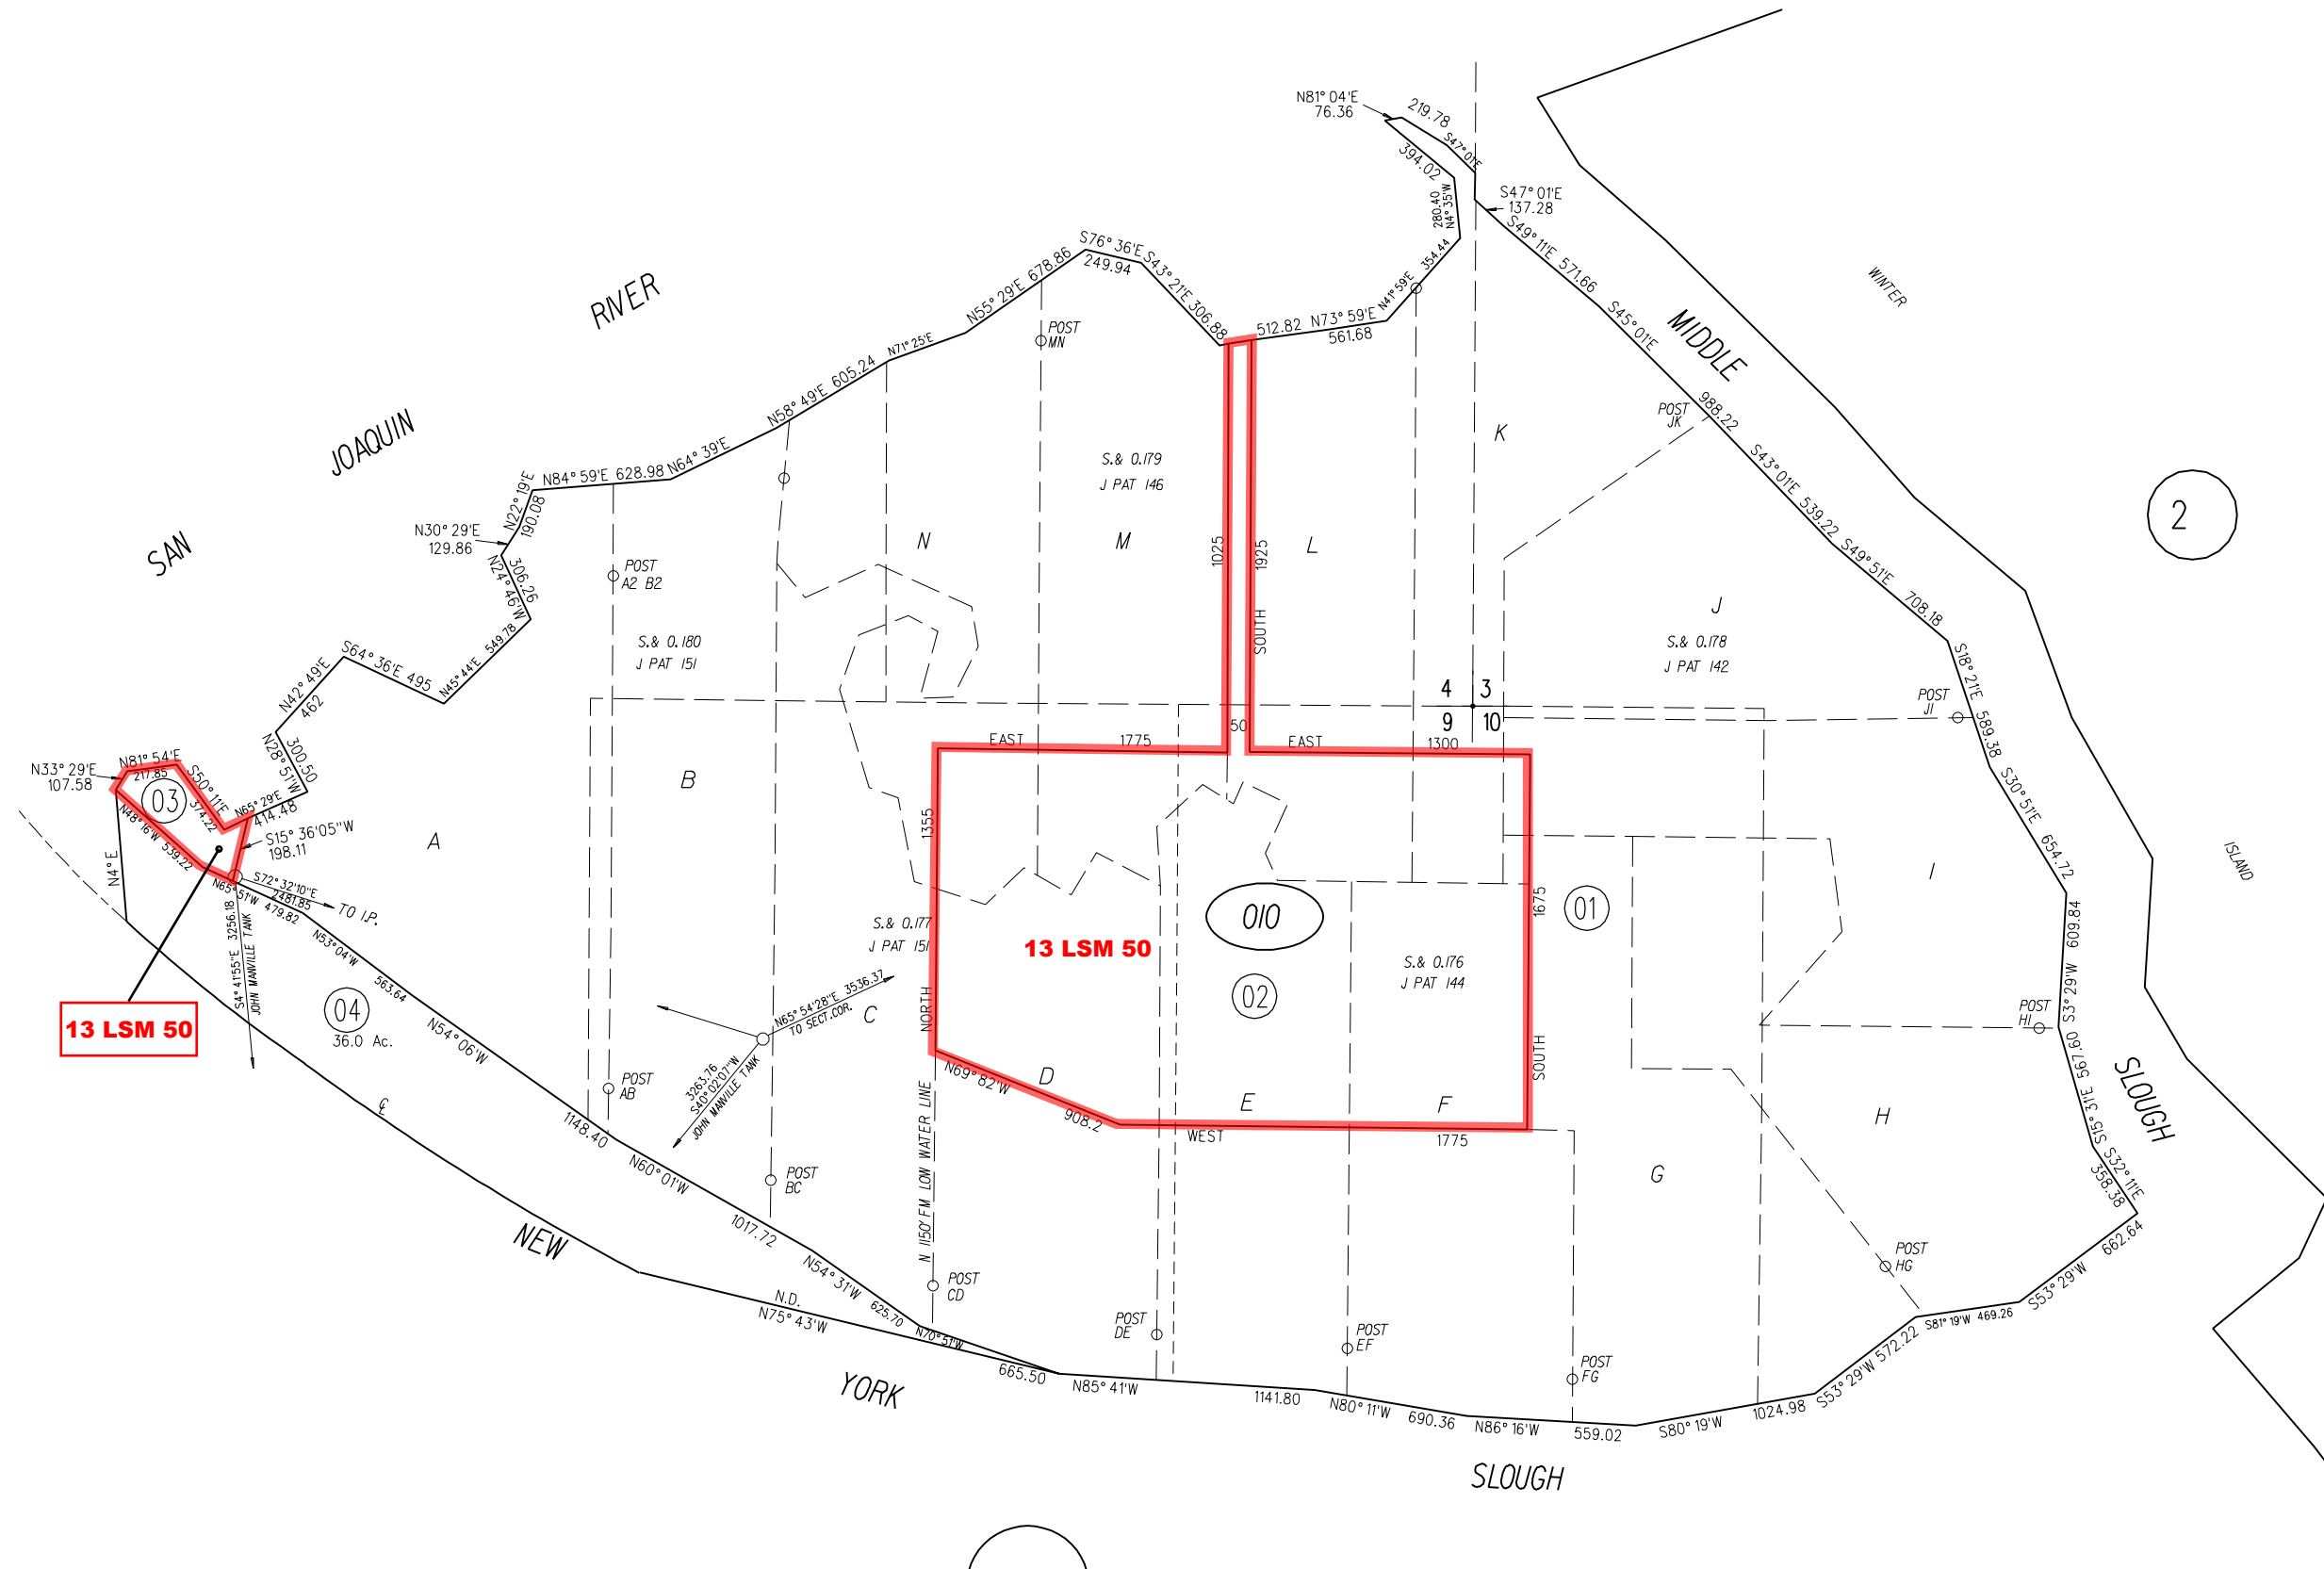 N81° 04'E
76.36
219.78
S47° 01'E
394.02
280.40
N4° 35'W
S47° 01'E
137.28
S49° 11'E 571.66
WINTER
MIDDLE
S45° 01'E
988.22
POST
JK
S43° 01'E 539.22
S49° 51'E
708.18
RIVER
S76° 36'E
249.94
S43° 21'E 306.88
N55° 29'E 678.86
POST
MN
512.82 N73° 59'E
561.68
N41° 59'E 354.44
N71° 25'E
N58° 49'E 605.24
JOAQUIN
N64° 39'E
N84° 59'E 628.98
N22° 19'E
190.08
N30° 29'E
129.86
N24° 46'W
306.26
SAN
K
S.& O.179
J PAT 146
N
M
L
1025
1925
SOUTH
2
POST
A2 B2
S.& O.180
J PAT 151
J
S.& O.178
J PAT 142
S64° 36'E 495
N45° 44'E 549.78
N42° 49'E
462
N28° 51'W
300.50
4 3
9 10
POST
JI
S18° 21'E 589.38
50
EAST 1775
EAST 1300
N81° 54'E
217.85
N33° 29'E
107.58
03
S50° 11'E
374.22
N65° 29'E
414.48
N48° 16'W 539.22
S15° 36'05"W
198.11
N4° E
B
A
1355
S30° 51'E 654.72
ISLAND
I
S72° 32'10"E
2481.85
TO I.P.
N65° 51'W 479.82
S4° 41'55"E 3256.18
JOHN MANVILLE TANK
N53° 04'W 563.64
1675
01
010
S.& O.177
J PAT 151
13 LSM 50
S.& O.176
J PAT 144
02
609.84
S3° 29'W
N65° 54'28"E 3536.37
TO SECT.COR.
C
NORTH
04
36.0 Ac.
13 LSM 50
N54° 06'W
POST
HI
3263.76
S40° 02'07"W
JOHN MANVILLE TANK
SOUTH
567.60
S15° 31'E
SLOUGH
POST
AB
N69° 82'W
908.2
D
E
F
WEST 1775
H
S32° 11'E
358.38
℄
1148.40
N60° 01'W
POST
BC
N 1150' FM LOW WATER LINE
G
NEW
1017.72
N54° 31'W
625.70
POST
CD
662.64
S53° 29'W
POST
HG
N.D.
N75° 43'W
N70° 51'W
POST
DE
POST
EF
POST
FG
S81° 19'W 469.26
S53° 29'W 572.22
YORK
665.50
N85° 41'W
1141.80
N80° 11'W
690.36
N86° 16'W
559.02
S80° 19'W
1024.98
SLOUGH